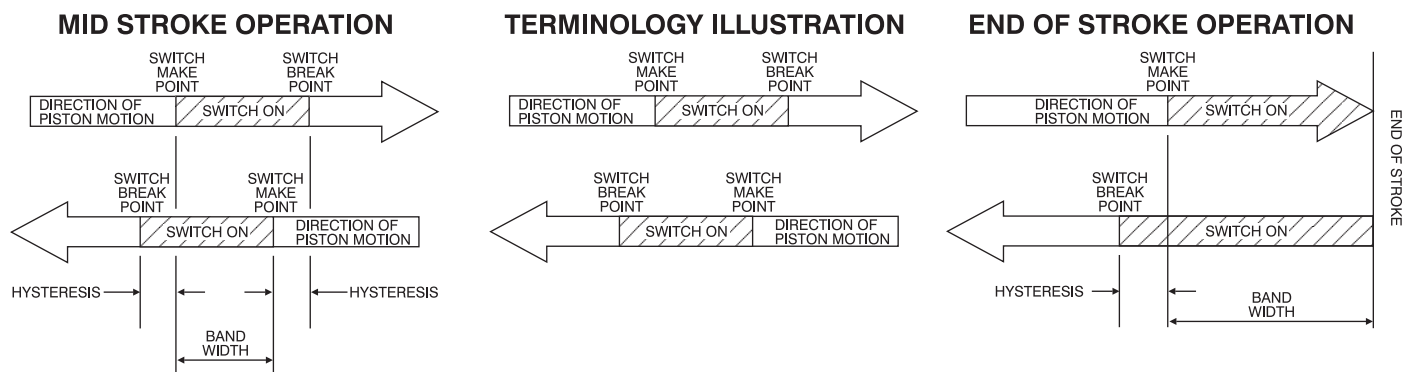 MID STROKE OPERATION
SWITCH
MAKE
POINT
SWITCH
BREAK
POINT
DIRECTION OF
PISTON MOTION
SWITCH ON
SWITCH
BREAK
POINT
SWITCH
MAKE
POINT
SWITCH ON
DIRECTION OF
PISTON MOTION
HYSTERESIS
HYSTERESIS
BAND
WIDTH
TERMINOLOGY ILLUSTRATION
SWITCH
MAKE
POINT
SWITCH
BREAK
POINT
DIRECTION OF
PISTON MOTION
SWITCH ON
SWITCH
BREAK
POINT
SWITCH
MAKE
POINT
SWITCH ON
DIRECTION OF
PISTON MOTION
END OF STROKE OPERATION
SWITCH
MAKE
POINT
DIRECTION OF
PISTON MOTION
SWITCH ON
SWITCH
BREAK
POINT
SWITCH ON
END OF STROKE
HYSTERESIS
BAND
WIDTH